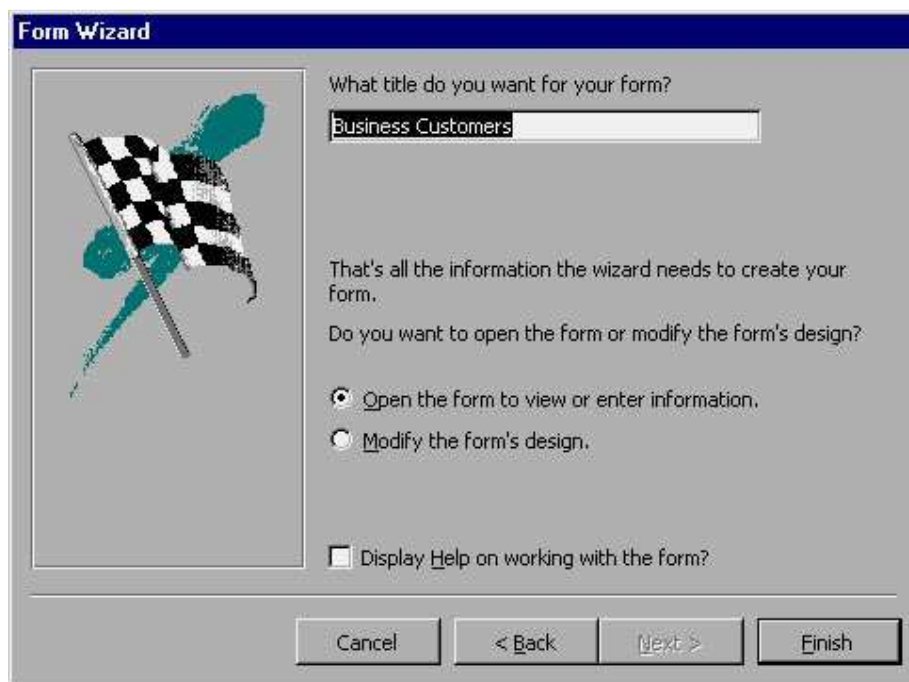 Form Wizard
What title do you want for your form?
Business Customers
That's all the information the wizard needs to create your
form.
Do you want to open the form or modify the form's design?
Open the form to view or enter information.
Modify the form's design.
Display Help on working with the form?
Cancel
< Back
Next >
Finish